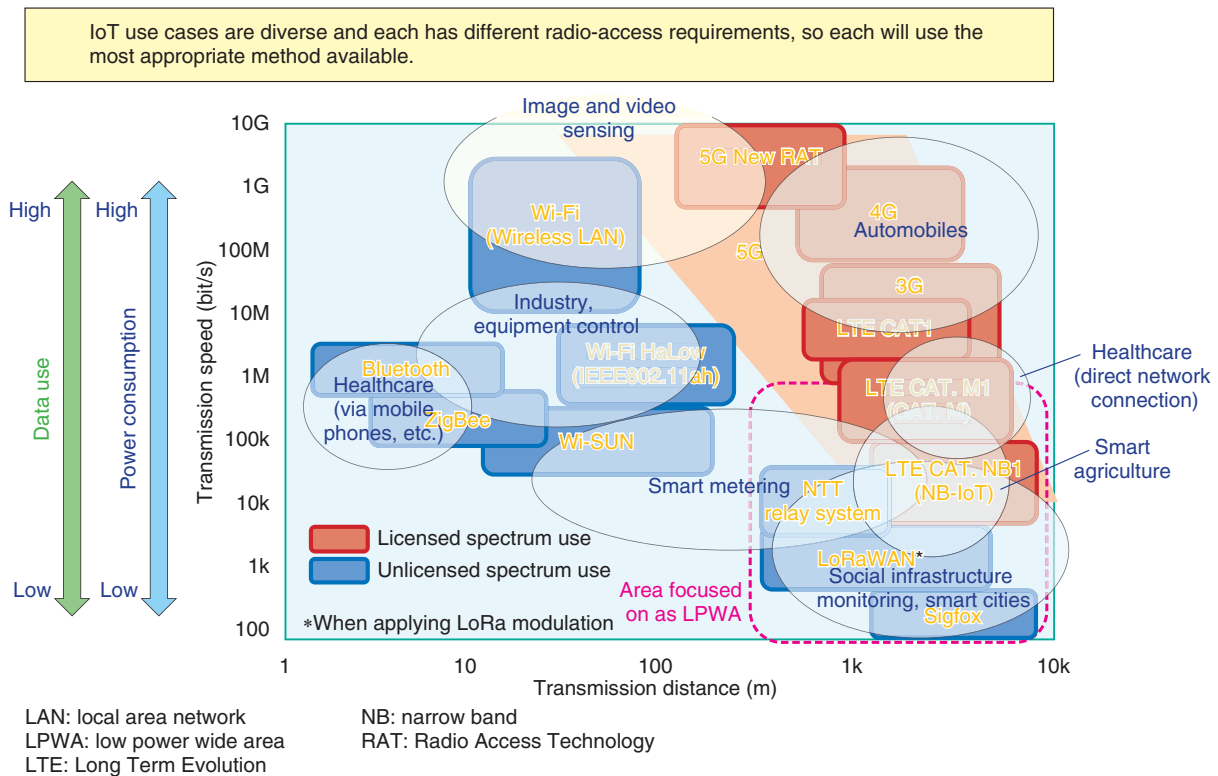 IoT use cases are diverse and each has different radio-access requirements, so each will use the
most appropriate method available.
Image and video
sensing
10G
1G
100M
10M
1M
100k
10k
1k
100
Transmission speed (bit/s)
High
High
Data use
Power consumption
Low
Low
5G New RAT
Wi-Fi
(Wireless LAN)
4G
Automobiles
5G
3G
Industry,
equipment control
LTE CAT1
Wi-Fi HaLow
(IEEE802.11ah)
Bluetooth
Healthcare
(via mobile
phones, etc.)
ZigBee
LTE CAT. M1
(CAT. M)
Healthcare
(direct network
connection)
Wi-SUN
Smart metering
NTT
relay system
LTE CAT. NB1
(NB-IoT)
Smart
agriculture
Licensed spectrum use
Unlicensed spectrum use
LoRaWAN*
Social infrastructure
monitoring, smart cities
Area focused
on as LPWA
Sigfox
*When applying LoRa modulation
1
10
100
1k
10k
Transmission distance (m)
LAN: local area network
LPWA: low power wide area
LTE: Long Term Evolution
NB: narrow band
RAT: Radio Access Technology